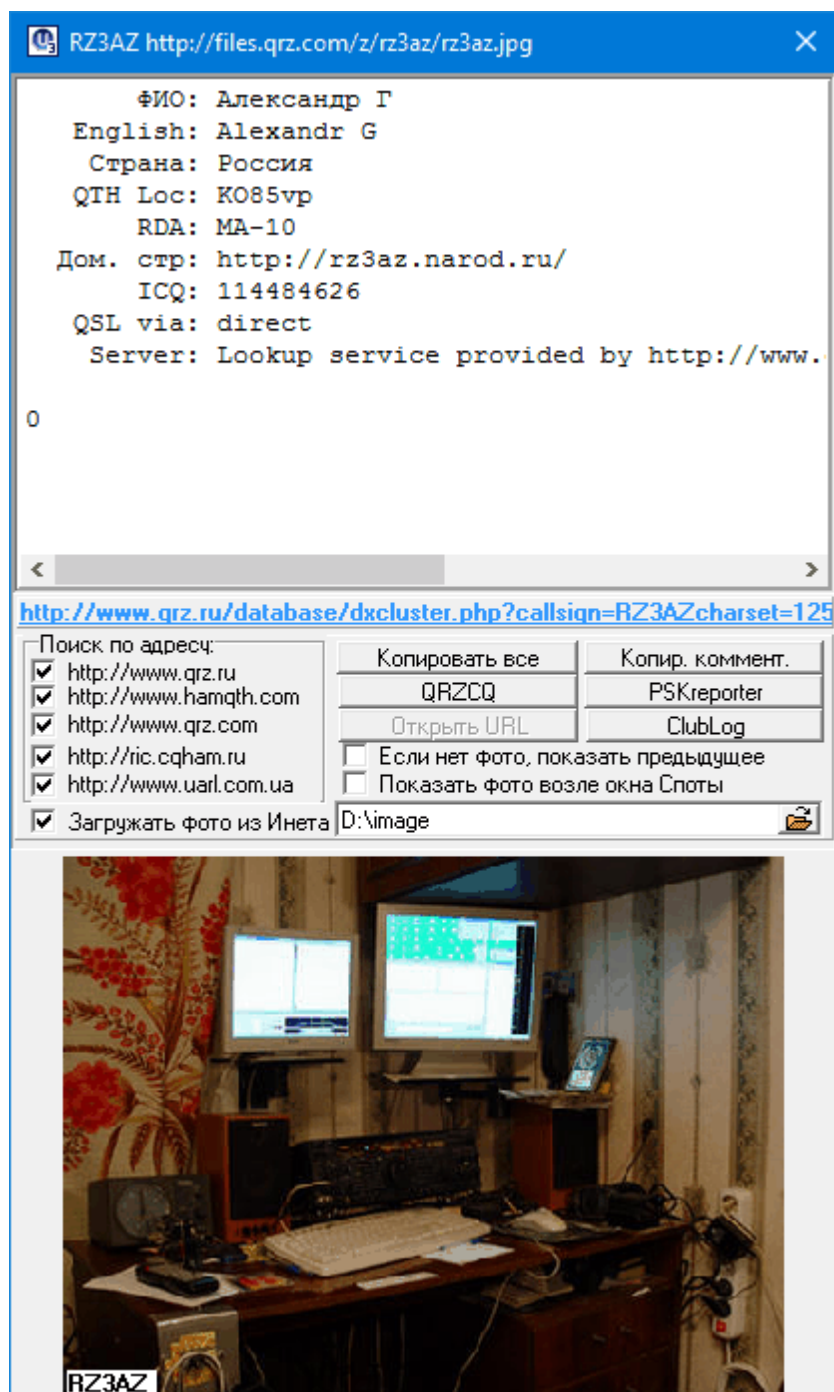 RZ3AZ http://files.qrz.com/z/rz3az/rz3az.jpg
ФИО: Александр Г
English: Alexandr G
Страна: Россия
QTH Loc: KO85vp
RDA: MA-10
Дом. стр: http://rz3az.narod.ru/
ICQ: 114484626
QSL via: direct
Server: Lookup service provided by http://www.
0
http://www.qrz.ru/database/dxcluster.php?callsign=RZ3AZcharset=125
Поиск по адресу:
http://www.qrz.ru
http://www.hamqth.com
http://www.qrz.com
http://ric.cqham.ru
http://www.uarl.com.ua
Копировать все
Копир. коммент.
QRZCQ
PSKreporter
Открыть URL
ClubLog
Если нет фото, показать предыдущее
Показать фото возле окна Споты
Загружать фото из Инета
D:\image
RZ3AZ